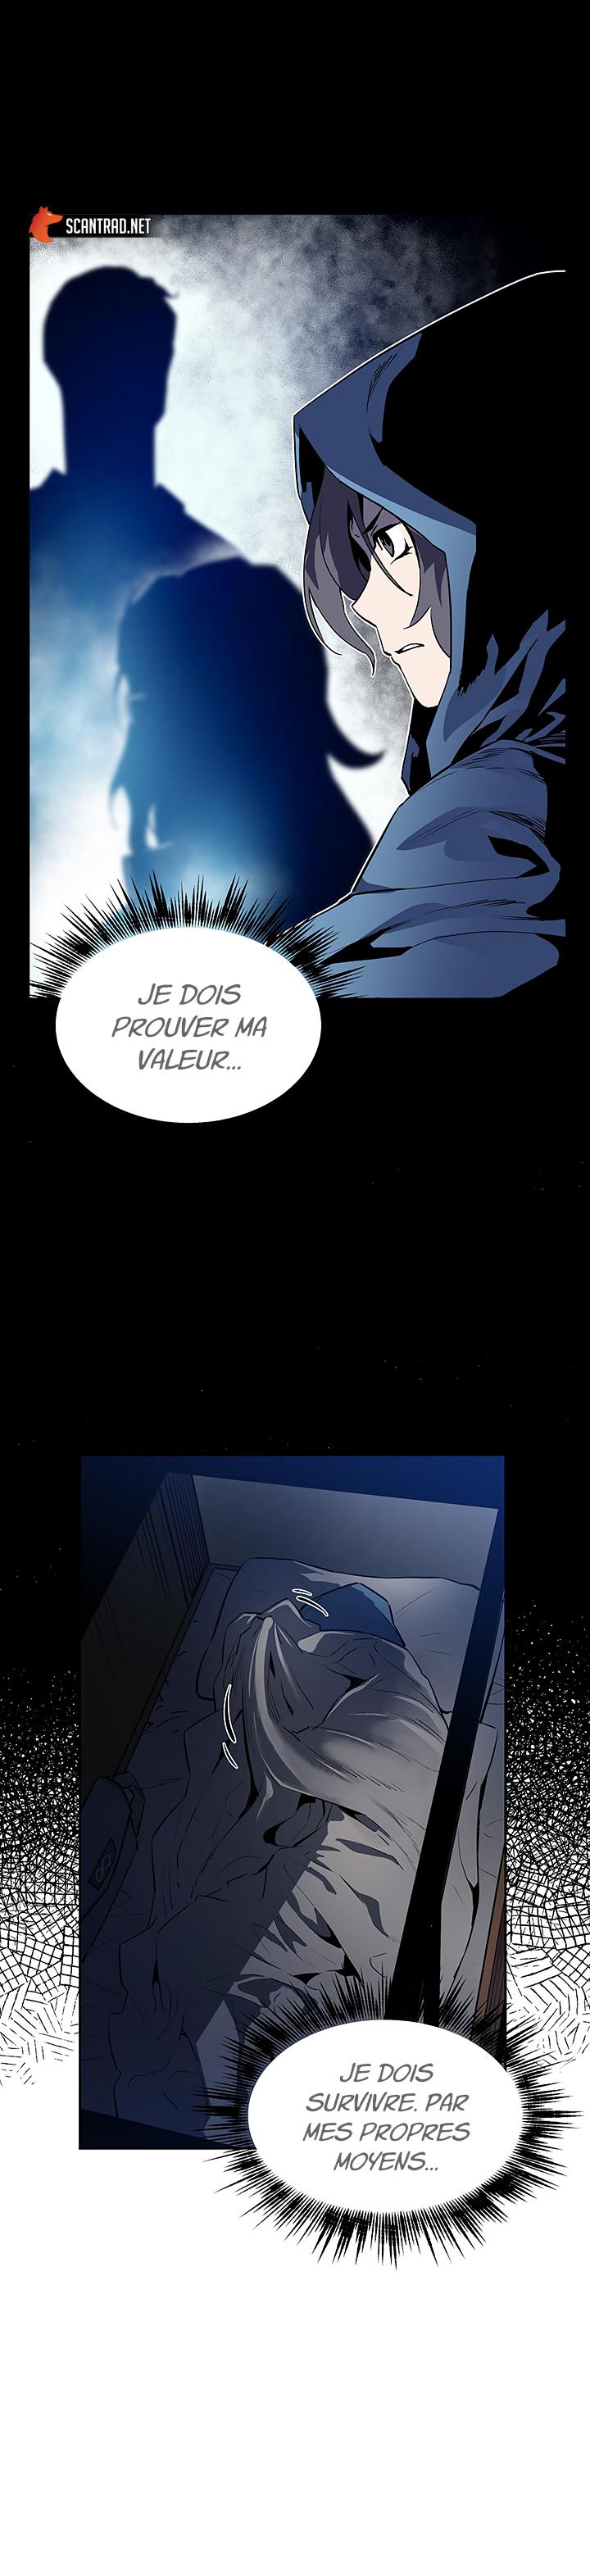 SCANTRAD.NET
JE DOIS
PROUVER MA
VALEUR...
JE DOIS
SURVIVRE. PAR
MES PROPRES
MOYENS...